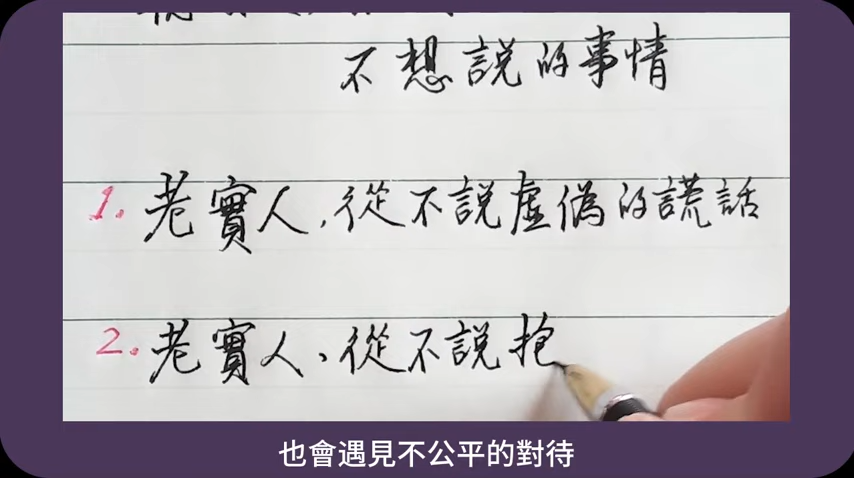 不想說的事情
1. 老實人，從不說虛偽的謊話
2. 老實人、從不說抱
也會遇見不公平的對待